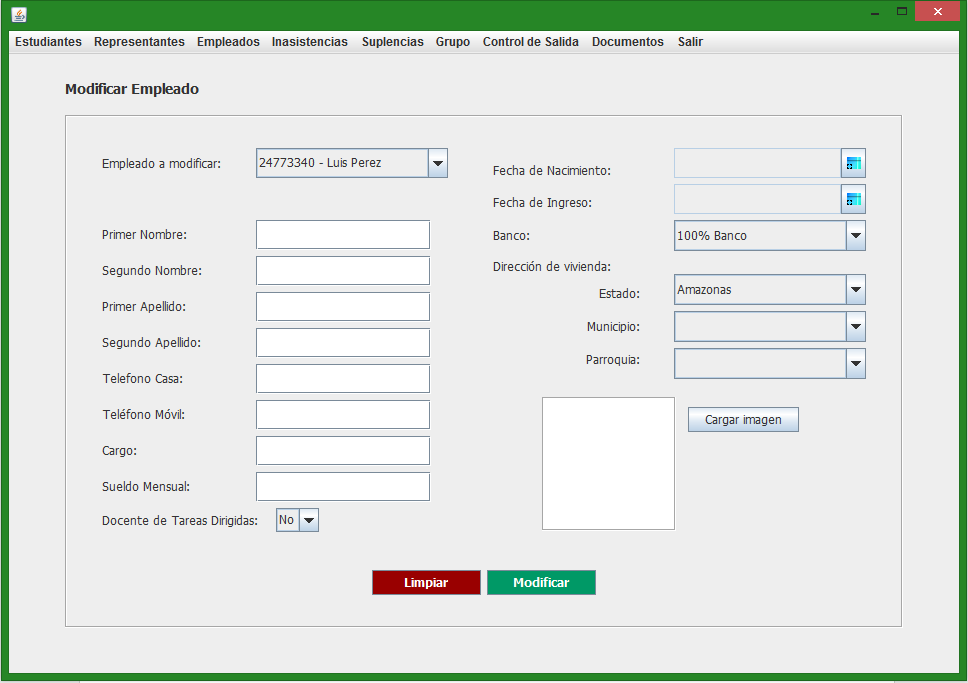 Estudiantes Representantes Empleados Inasistencias Suplencias Grupo Control de Salida Documentos Salir
Modificar Empleado
Empleado a modificar: 24773340 - Luis Perez
Primer Nombre:
Segundo Nombre:
Primer Apellido:
Segundo Apellido:
Telefono Casa:
Teléfono Móvil:
Cargo:
Sueldo Mensual:
Docente de Tareas Dirigidas: No
Fecha de Nacimiento:
Fecha de Ingreso:
Banco: 100% Banco
Dirección de vivienda:
Estado: Amazonas
Municipio:
Parroquia:
Cargar imagen
Limpiar Modificar